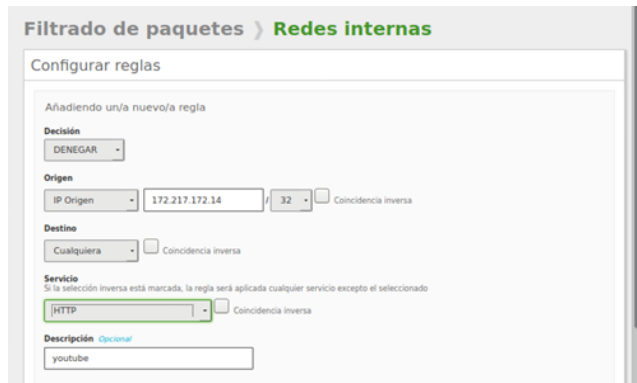 Filtrado de paquetes ❭ Redes internas
Configurar reglas
Añadiendo un/a nuevo/a regla
Decisión
DENEGAR
Origen
IP Origen 172.217.172.14 / 32 Coincidencia inversa
Destino
Cualquiera Coincidencia inversa
Servicio
Si la selección inversa está marcada, la regla será aplicada cualquier servicio excepto el seleccionado
HTTP Coincidencia inversa
Descripción Opcional
youtube